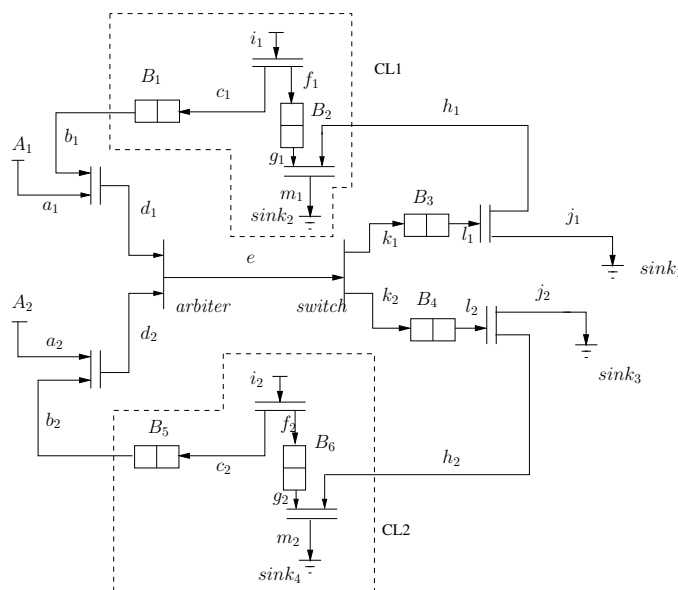 i₁
CL1
B₁
c₁
f₁
B₂
h₁
b₁
A₁
g₁
a₁
d₁
m₁
sink₂
B₃
k₁
l₁
j₁
e
sink
A₂
arbiter
switch
k₂
B₄
l₂
j₂
a₂
d₂
sink₃
i₂
b₂
B₅
f₂
B₆
c₂
h₂
g₂
m₂
CL2
sink₄